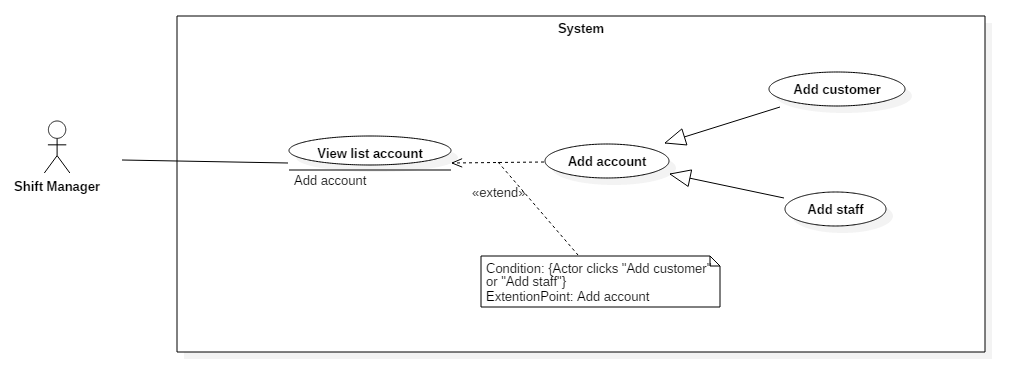 System
Add customer
Shift Manager
View list account
Add account
Add account
«extend»
Add staff
Condition: {Actor clicks "Add customer"
or "Add staff"}
ExtentionPoint: Add account